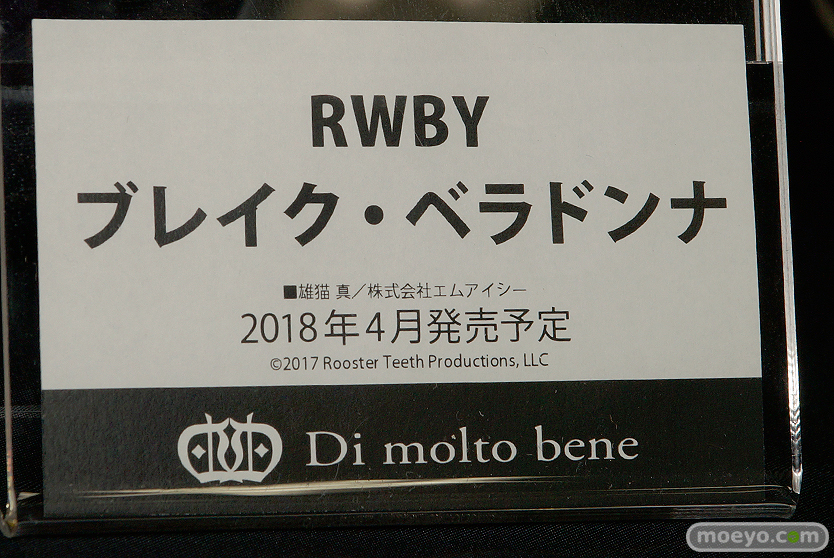 RWBY
ブレイク・ベラドンナ
■雄猫 真／株式会社エムアイシー
2018年4月発売予定
©2017 Rooster Teeth Productions, LLC
Di molto bene
moeyo.com